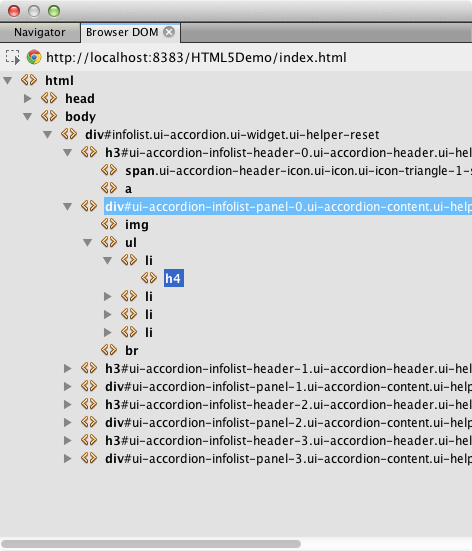 Navigator Browser DOM
http://localhost:8383/HTML5Demo/index.html
html
head
body
div#infolist.ui-accordion.ui-widget.ui-helper-reset
h3#ui-accordion-infolist-header-0.ui-accordion-header.ui-hel
span.ui-accordion-header-icon.ui-icon.ui-icon-triangle-1-s
a
div#ui-accordion-infolist-panel-0.ui-accordion-content.ui-help
img
ul
li
h4
li
li
li
br
h3#ui-accordion-infolist-header-1.ui-accordion-header.ui-hel
div#ui-accordion-infolist-panel-1.ui-accordion-content.ui-help
h3#ui-accordion-infolist-header-2.ui-accordion-header.ui-hel
div#ui-accordion-infolist-panel-2.ui-accordion-content.ui-help
h3#ui-accordion-infolist-header-3.ui-accordion-header.ui-hel
div#ui-accordion-infolist-panel-3.ui-accordion-content.ui-help